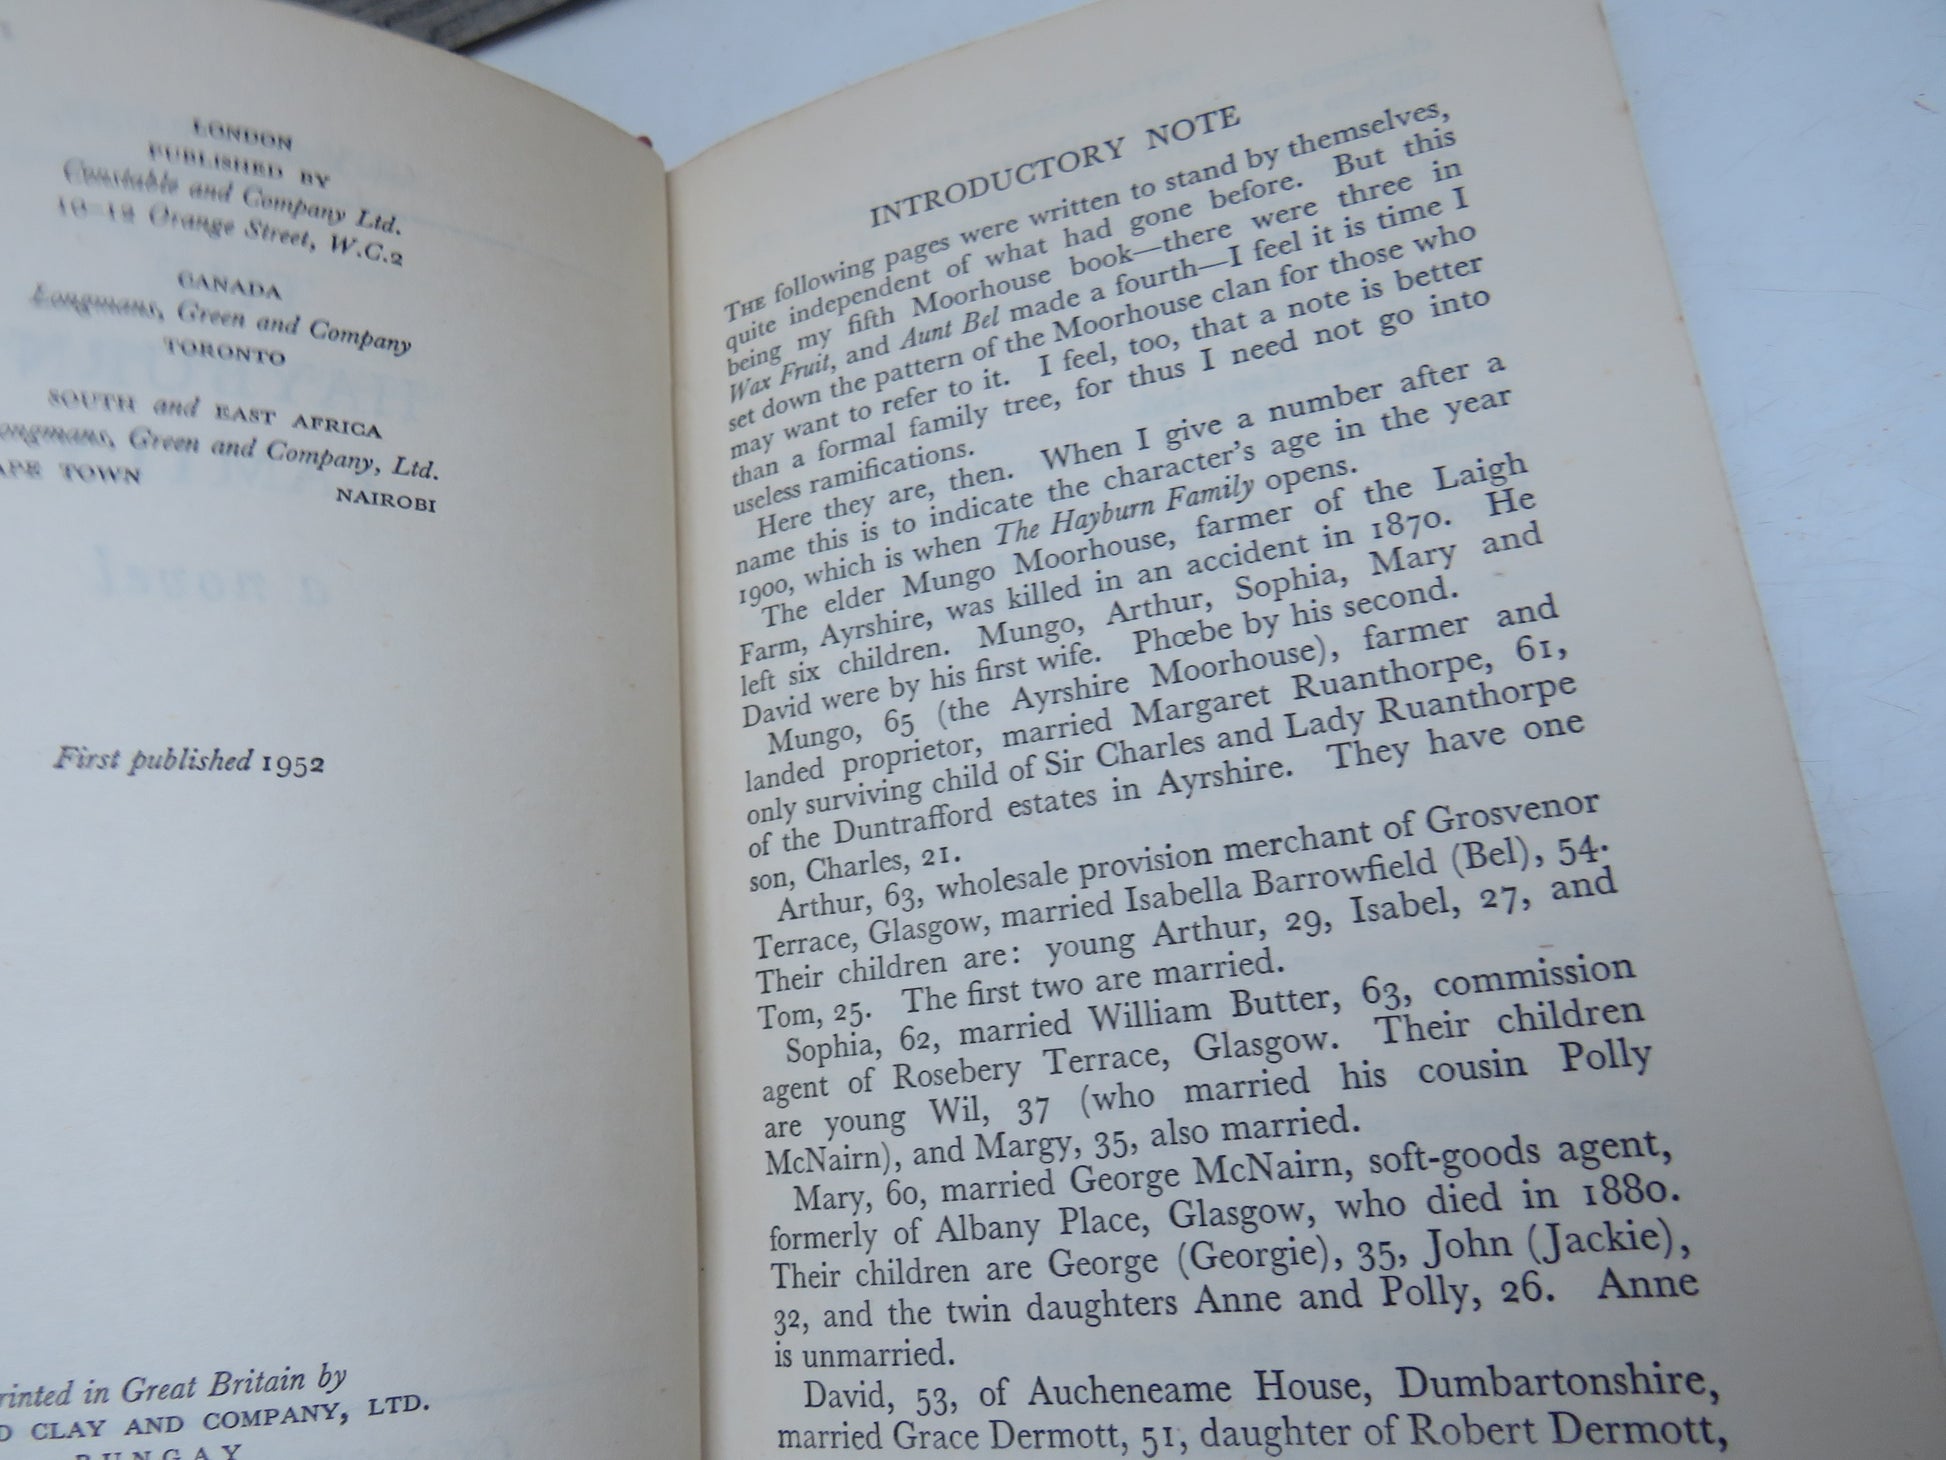 LONDON
PUBLISHED BY
Constable and Company Ltd.
10-12 Orange Street, W.C.2
CANADA
Longmans, Green and Company
TORONTO
SOUTH and EAST AFRICA
ongmans, Green and Company, Ltd.
APE TOWN NAIROBI
First published 1952
rinted in Great Britain by
D CLAY AND COMPANY, LTD.
BUNGAY
INTRODUCTORY NOTE
THE following pages were written to stand by themselves,
quite independent of what had gone before. But this
being my fifth Moorhouse book—there were three in
Wax Fruit, and Aunt Bel made a fourth—I feel it is time I
set down the pattern of the Moorhouse clan for those who
may want to refer to it. I feel, too, that a note is better
than a formal family tree, for thus I need not go into
useless ramifications.
Here they are, then. When I give a number after a
name this is to indicate the character's age in the year
1900, which is when The Hayburn Family opens.
The elder Mungo Moorhouse, farmer of the Laigh
Farm, Ayrshire, was killed in an accident in 1870. He
left six children. Mungo, Arthur, Sophia, Mary and
David were by his first wife. Phœbe by his second.
Mungo, 65 (the Ayrshire Moorhouse), farmer and
landed proprietor, married Margaret Ruanthorpe, 61,
only surviving child of Sir Charles and Lady Ruanthorpe
of the Duntrafford estates in Ayrshire. They have one
son, Charles, 21.
Arthur, 63, wholesale provision merchant of Grosvenor
Terrace, Glasgow, married Isabella Barrowfield (Bel), 54.
Their children are: young Arthur, 29, Isabel, 27, and
Tom, 25. The first two are married.
Sophia, 62, married William Butter, 63, commission
agent of Rosebery Terrace, Glasgow. Their children
are young Wil, 37 (who married his cousin Polly
McNairn), and Margy, 35, also married.
Mary, 60, married George McNairn, soft-goods agent,
formerly of Albany Place, Glasgow, who died in 1880.
Their children are George (Georgie), 35, John (Jackie),
32, and the twin daughters Anne and Polly, 26. Anne
is unmarried.
David, 53, of Aucheneame House, Dumbartonshire,
married Grace Dermott, 51, daughter of Robert Dermott,